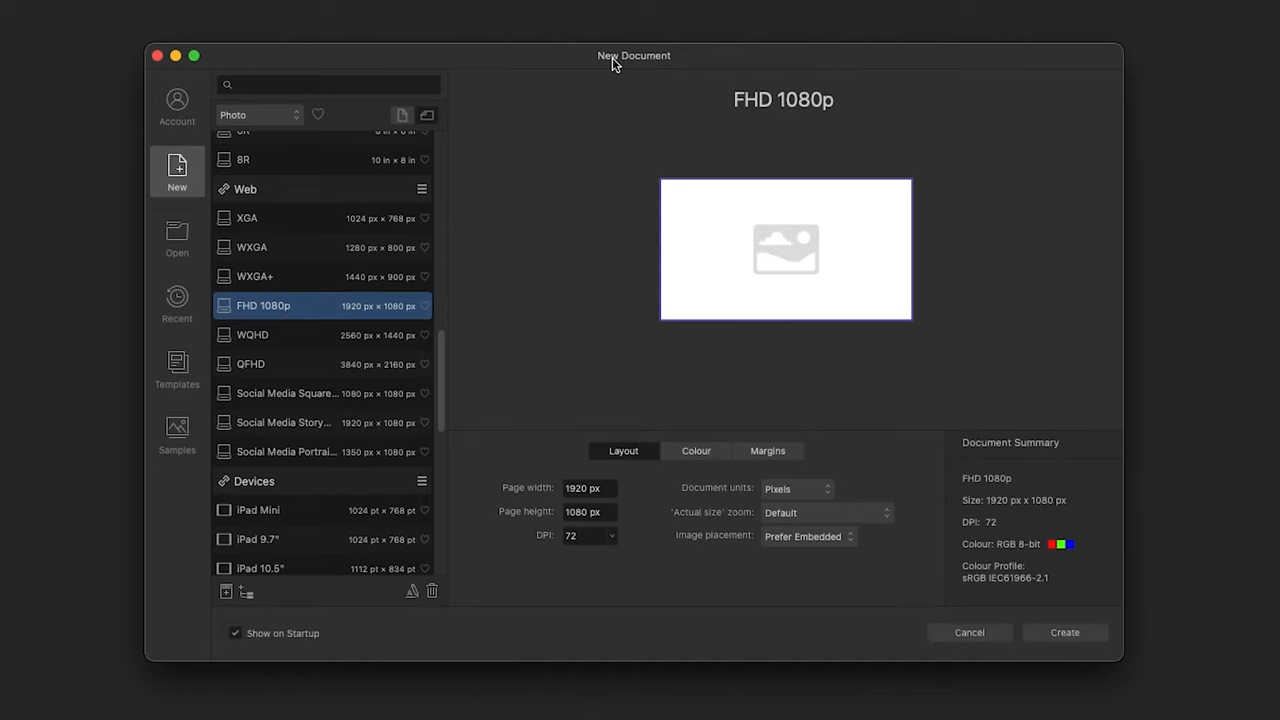 New Document
Account
New
Open
Recent
Templates
Samples
Photo
8R 10 in × 8 in
Web
XGA 1024 px × 768 px
WXGA 1280 px × 800 px
WXGA+ 1440 px × 900 px
FHD 1080p 1920 px × 1080 px
WQHD 2560 px × 1440 px
QFHD 3840 px × 2160 px
Social Media Square... 1080 px × 1080 px
Social Media Story... 1920 px × 1080 px
Social Media Portrai... 1350 px × 1080 px
Devices
iPad Mini 1024 pt × 768 pt
iPad 9.7" 1024 pt × 768 pt
iPad 10.5" 1112 pt × 834 pt
Show on Startup
FHD 1080p
Layout Colour Margins
Page width: 1920 px
Page height: 1080 px
DPI: 72
Document units: Pixels
'Actual size' zoom: Default
Image placement: Prefer Embedded
Document Summary
FHD 1080p
Size: 1920 px x 1080 px
DPI: 72
Colour: RGB 8-bit
Colour Profile:
sRGB IEC61966-2.1
Cancel Create